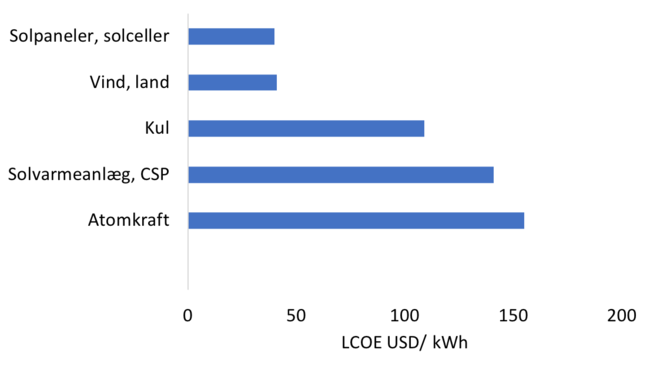 Solpaneler, solceller
Vind, land
Kul
Solvarmeanlæg, CSP
Atomkraft
0 50 100 150 200
LCOE USD/ kWh